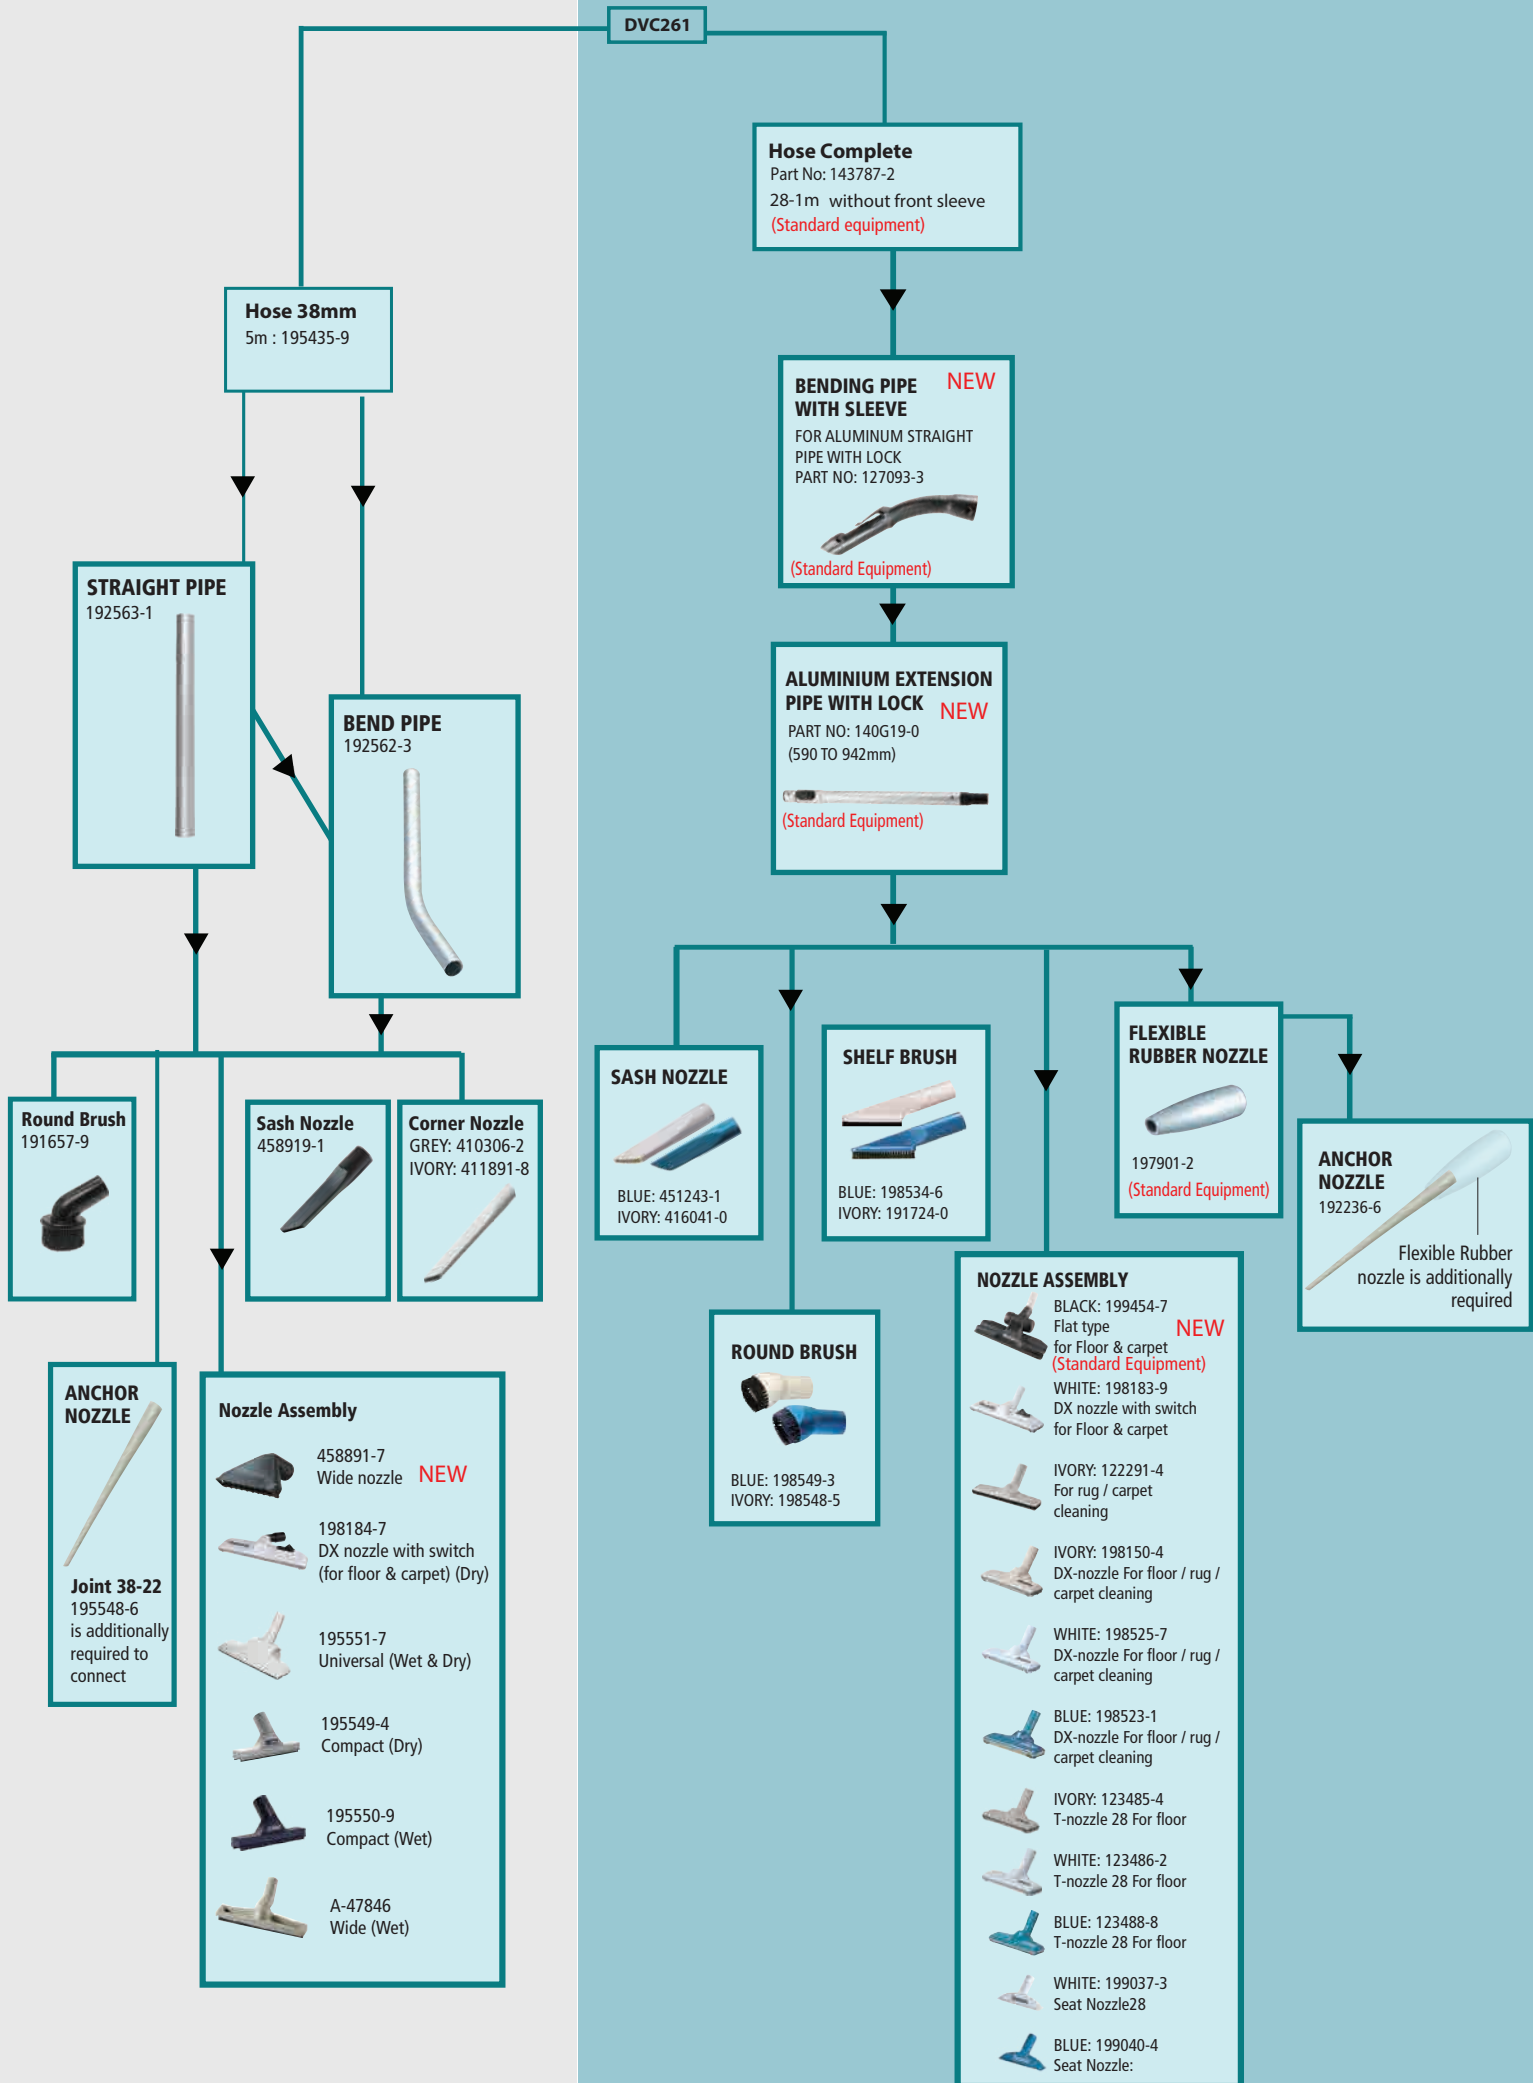 DVC261
Hose Complete
Part No: 143787-2
28-1m without front sleeve
(Standard equipment)
Hose 38mm
5m : 195435-9
BENDING PIPE NEW
WITH SLEEVE
FOR ALUMINUM STRAIGHT
PIPE WITH LOCK
PART NO: 127093-3
(Standard Equipment)
STRAIGHT PIPE
192563-1
BEND PIPE
192562-3
ALUMINIUM EXTENSION
PIPE WITH LOCK NEW
PART NO: 140G19-0
(590 TO 942mm)
(Standard Equipment)
Round Brush
191657-9
Sash Nozzle
458919-1
Corner Nozzle
GREY: 410306-2
IVORY: 411891-8
ANCHOR
NOZZLE
Joint 38-22
195548-6
is additionally
required to
connect
Nozzle Assembly
458891-7
Wide nozzle NEW
198184-7
DX nozzle with switch
(for floor & carpet) (Dry)
195551-7
Universal (Wet & Dry)
195549-4
Compact (Dry)
195550-9
Compact (Wet)
A-47846
Wide (Wet)
SASH NOZZLE
BLUE: 451243-1
IVORY: 416041-0
SHELF BRUSH
BLUE: 198534-6
IVORY: 191724-0
FLEXIBLE
RUBBER NOZZLE
197901-2
(Standard Equipment)
ANCHOR
NOZZLE
192236-6
Flexible Rubber
nozzle is additionally
required
ROUND BRUSH
BLUE: 198549-3
IVORY: 198548-5
NOZZLE ASSEMBLY
BLACK: 199454-7
Flat type NEW
for Floor & carpet
(Standard Equipment)
WHITE: 198183-9
DX nozzle with switch
for Floor & carpet
IVORY: 122291-4
For rug / carpet
cleaning
IVORY: 198150-4
DX-nozzle For floor / rug /
carpet cleaning
WHITE: 198525-7
DX-nozzle For floor / rug /
carpet cleaning
BLUE: 198523-1
DX-nozzle For floor / rug /
carpet cleaning
IVORY: 123485-4
T-nozzle 28 For floor
WHITE: 123486-2
T-nozzle 28 For floor
BLUE: 123488-8
T-nozzle 28 For floor
WHITE: 199037-3
Seat Nozzle28
BLUE: 199040-4
Seat Nozzle: